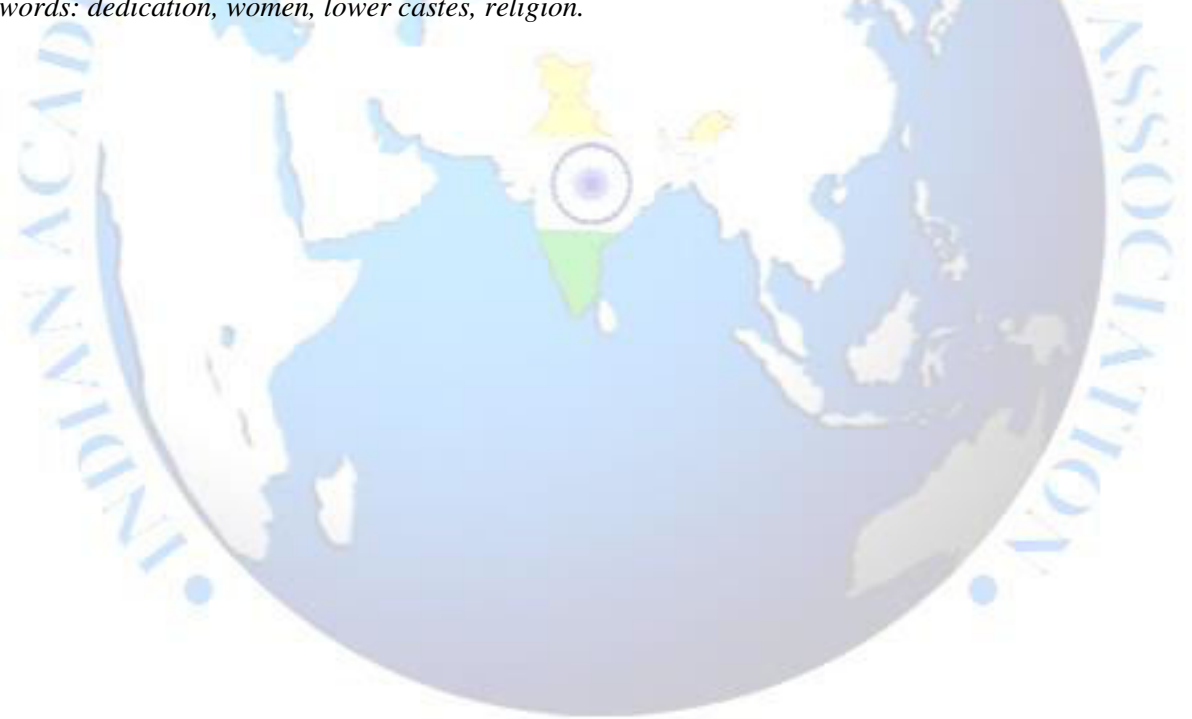 words: dedication, women, lower castes, religion.
INDIAN ACAD
ASSOCIATION